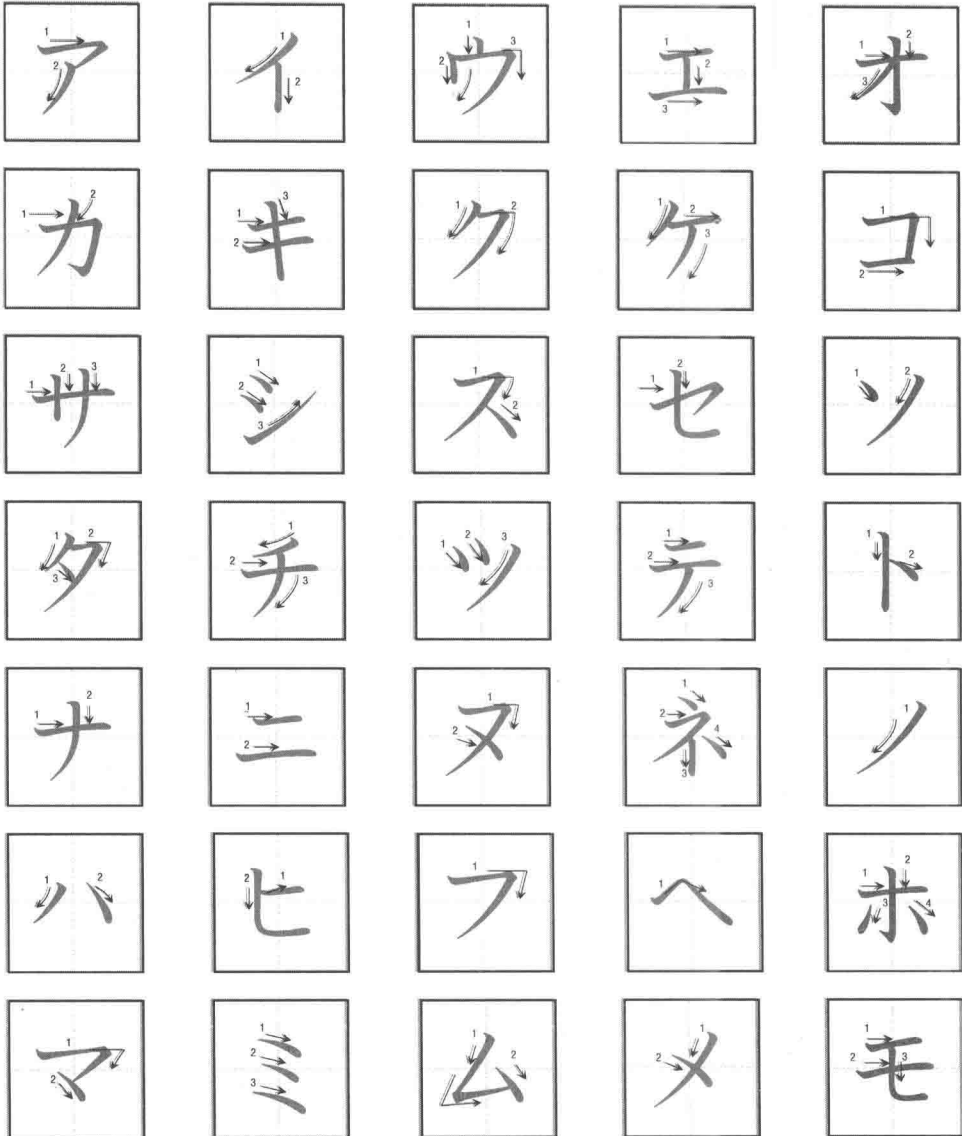 ア イ ウ エ オ
カ キ ク ケ コ
サ シ ス セ ソ
タ チ ツ テ ト
ナ ニ ヌ ネ ノ
ハ ヒ フ ヘ ホ
マ ミ ム メ モ